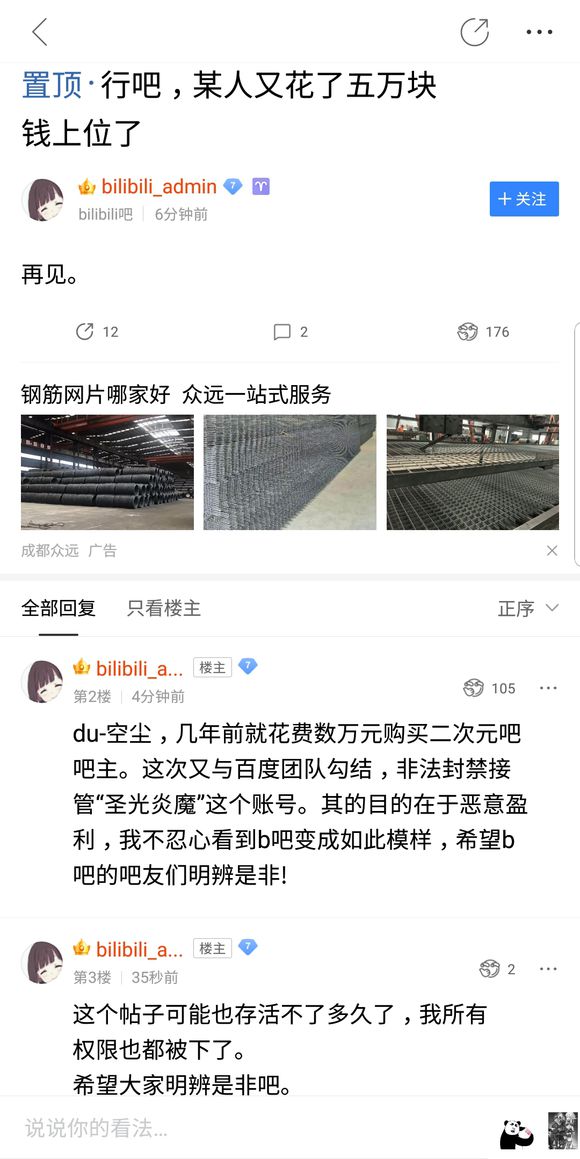 置顶·行吧，某人又花了五万块
钱上位了
bilibili_admin 7
+关注
bilibili吧 6分钟前
再见。
12 2 176
钢筋网片哪家好 众远一站式服务
成都众远 广告
全部回复 只看楼主 正序
bilibili_a... 楼主 7
第2楼 4分钟前
105
du-空尘，几年前就花费数万元购买二次元吧
吧主。这次又与百度团队勾结，非法封禁接
管“圣光炎魔”这个账号。其的目的在于恶意盈
利，我不忍心看到b吧变成如此模样，希望b
吧的吧友们明辨是非!
bilibili_a... 楼主 7
第3楼 35秒前
2
这个帖子可能也存活不了多久了，我所有
权限也都被下了。
希望大家明辨是非吧。
说说你的看法...